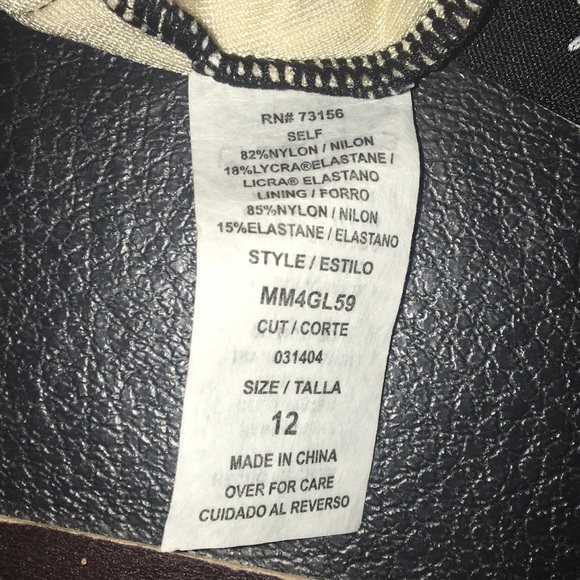 RN# 73156
SELF
82%NYLON / NILON
18%LYCRA®ELASTANE /
LICRA® ELASTANO
LINING / FORRO
85%NYLON / NILON
15%ELASTANE / ELASTANO
STYLE / ESTILO
MM4GL59
CUT / CORTE
031404
SIZE / TALLA
12
MADE IN CHINA
OVER FOR CARE
CUIDADO AL REVERSO